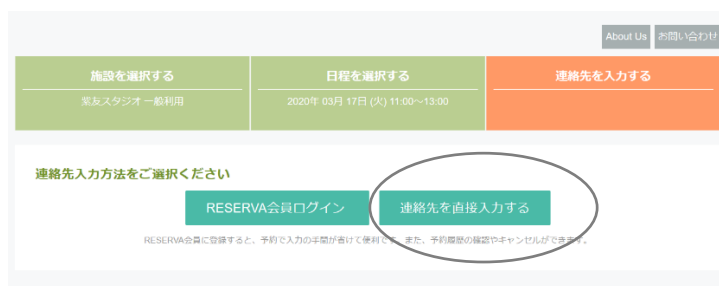 About Us お問い合わせ
施設を選択する 日程を選択する 連絡先を入力する
紫友スタジオ 一般利用 2020年 03月 17日 (火) 11:00～13:00
連絡先入力方法をご選択ください
RESERVA会員ログイン 連絡先を直接入力する
RESERVA会員に登録すると、予約で入力の手間が省けて便利です。また、予約履歴の確認やキャンセルができます。